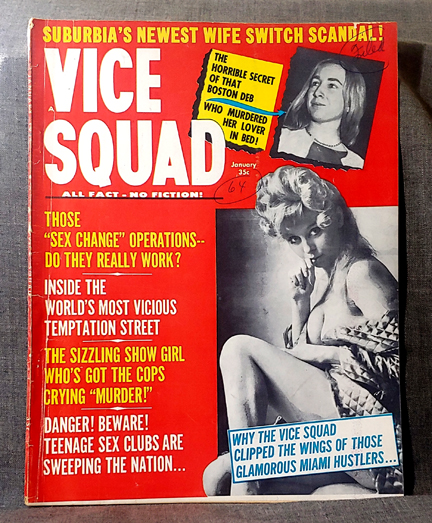 SUBURBIA'S NEWEST WIFE SWITCH SCANDAL!
Filed
VICE
SQUAD
ALL FACT - NO FICTION!
THE
HORRIBLE SECRET
OF THAT
BOSTON DEB
WHO MURDERED
HER LOVER
IN BED!
January
35c
64
THOSE
"SEX CHANGE" OPERATIONS--
DO THEY REALLY WORK?
INSIDE THE
WORLD'S MOST VICIOUS
TEMPTATION STREET
THE SIZZLING SHOW GIRL
WHO'S GOT THE COPS
CRYING "MURDER!"
DANGER! BEWARE!
TEENAGE SEX CLUBS ARE
SWEEPING THE NATION...
WHY THE VICE SQUAD
CLIPPED THE WINGS OF THOSE
GLAMOROUS MIAMI HUSTLERS...